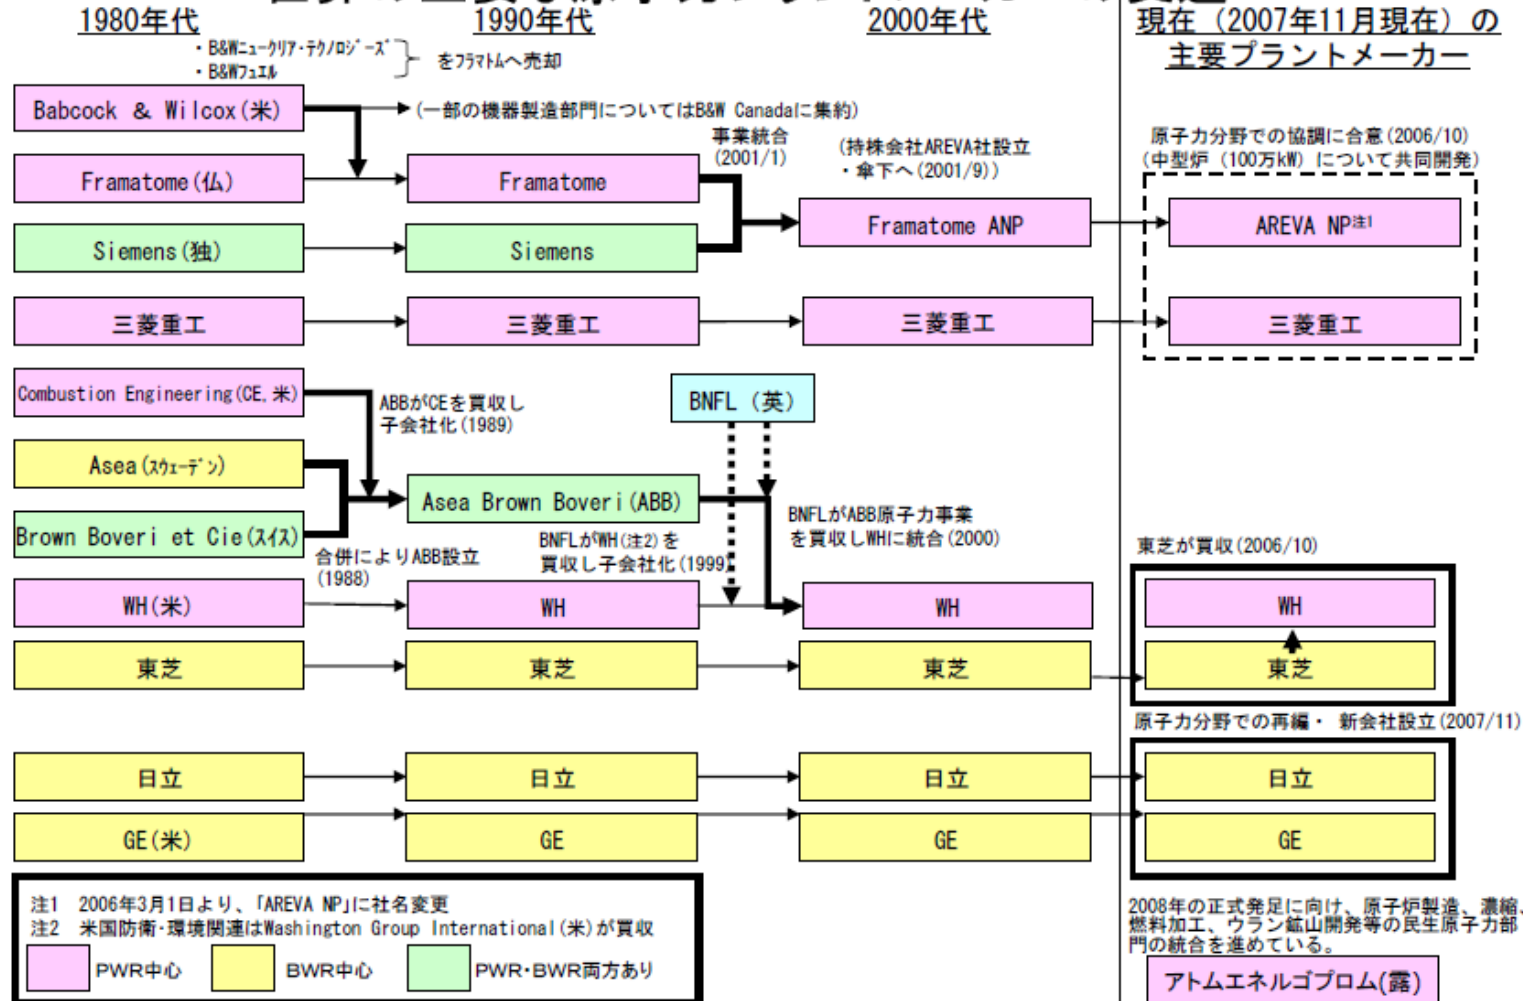 1980年代
1990年代
2000年代
現在（2007年11月現在）の
主要プラントメーカー
・B&Wニュークリア・テクノロジーズ
・B&Wフュエル
をフラマトムへ売却
Babcock & Wilcox(米)
(一部の機器製造部門についてはB&W Canadaに集約)
事業統合
(2001/1)
(持株会社AREVA社設立
・傘下へ(2001/9))
原子力分野での協調に合意(2006/10)
(中型炉（100万kW）について共同開発)
Framatome(仏)
Framatome
Framatome ANP
AREVA NP注1
Siemens(独)
Siemens
三菱重工
三菱重工
三菱重工
三菱重工
Combustion Engineering(CE,米)
ABBがCEを買収し
子会社化(1989)
BNFL（英）
Asea(スウェーデン)
Asea Brown Boveri(ABB)
Brown Boveri et Cie(スイス)
合併によりABB設立
(1988)
BNFLがWH(注2)を
買収し子会社化(1999)
BNFLがABB原子力事業
を買収しWHに統合(2000)
東芝が買収(2006/10)
WH(米)
WH
WH
WH
東芝
東芝
東芝
東芝
原子力分野での再編・ 新会社設立(2007/11)
日立
日立
日立
日立
GE(米)
GE
GE
GE
注1 2006年3月1日より、「AREVA NP」に社名変更
注2 米国防衛・環境関連はWashington Group International(米)が買収
PWR中心
BWR中心
PWR・BWR両方あり
2008年の正式発足に向け、原子炉製造、濃縮、
燃料加工、ウラン鉱山開発等の民生原子力部
門の統合を進めている。
アトムエネルゴプロム(露)